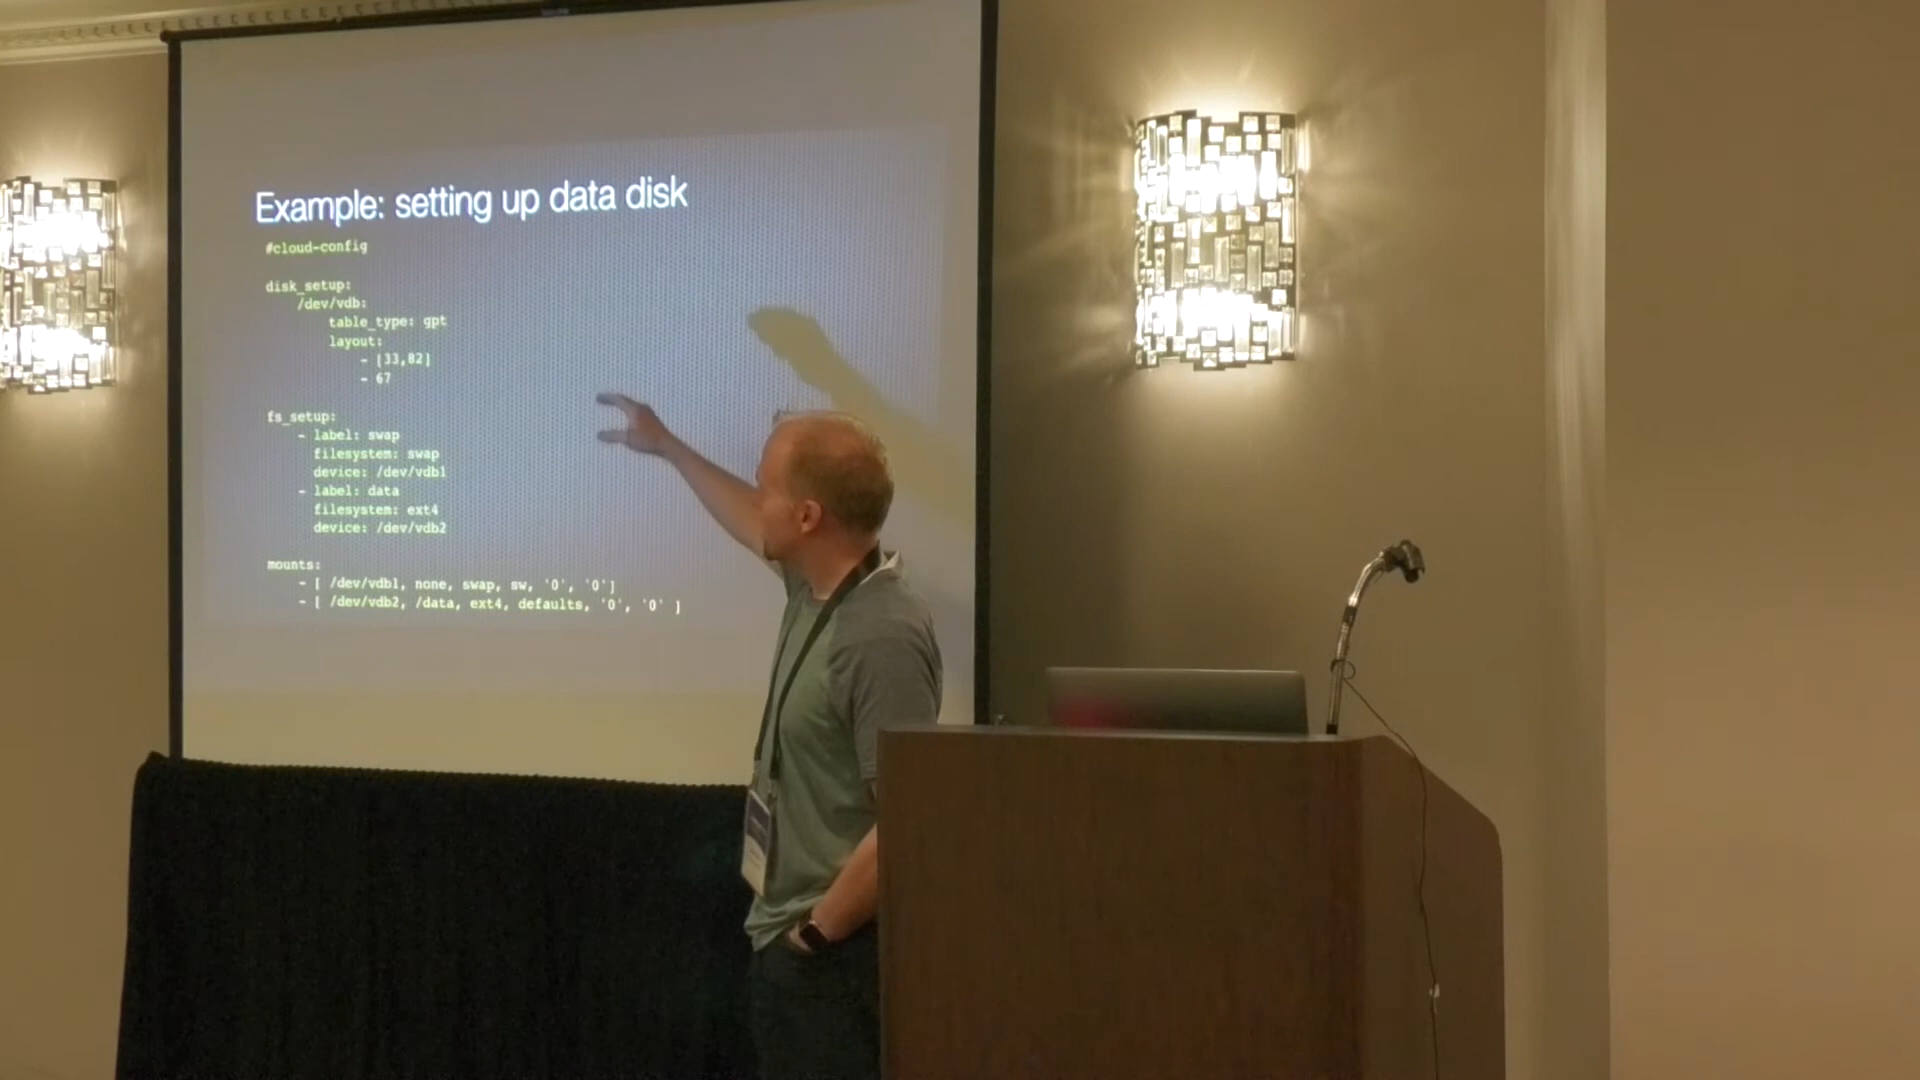 Example: setting up data disk
#cloud-config
disk_setup:
/dev/vdb:
table_type: gpt
layout:
- [33,82]
- 67
fs_setup:
- label: swap
filesystem: swap
device: /dev/vdb1
- label: data
filesystem: ext4
device: /dev/vdb2
mounts:
- [ /dev/vdb1, none, swap, sw, '0', '0']
- [ /dev/vdb2, /data, ext4, defaults, '0', '0' ]